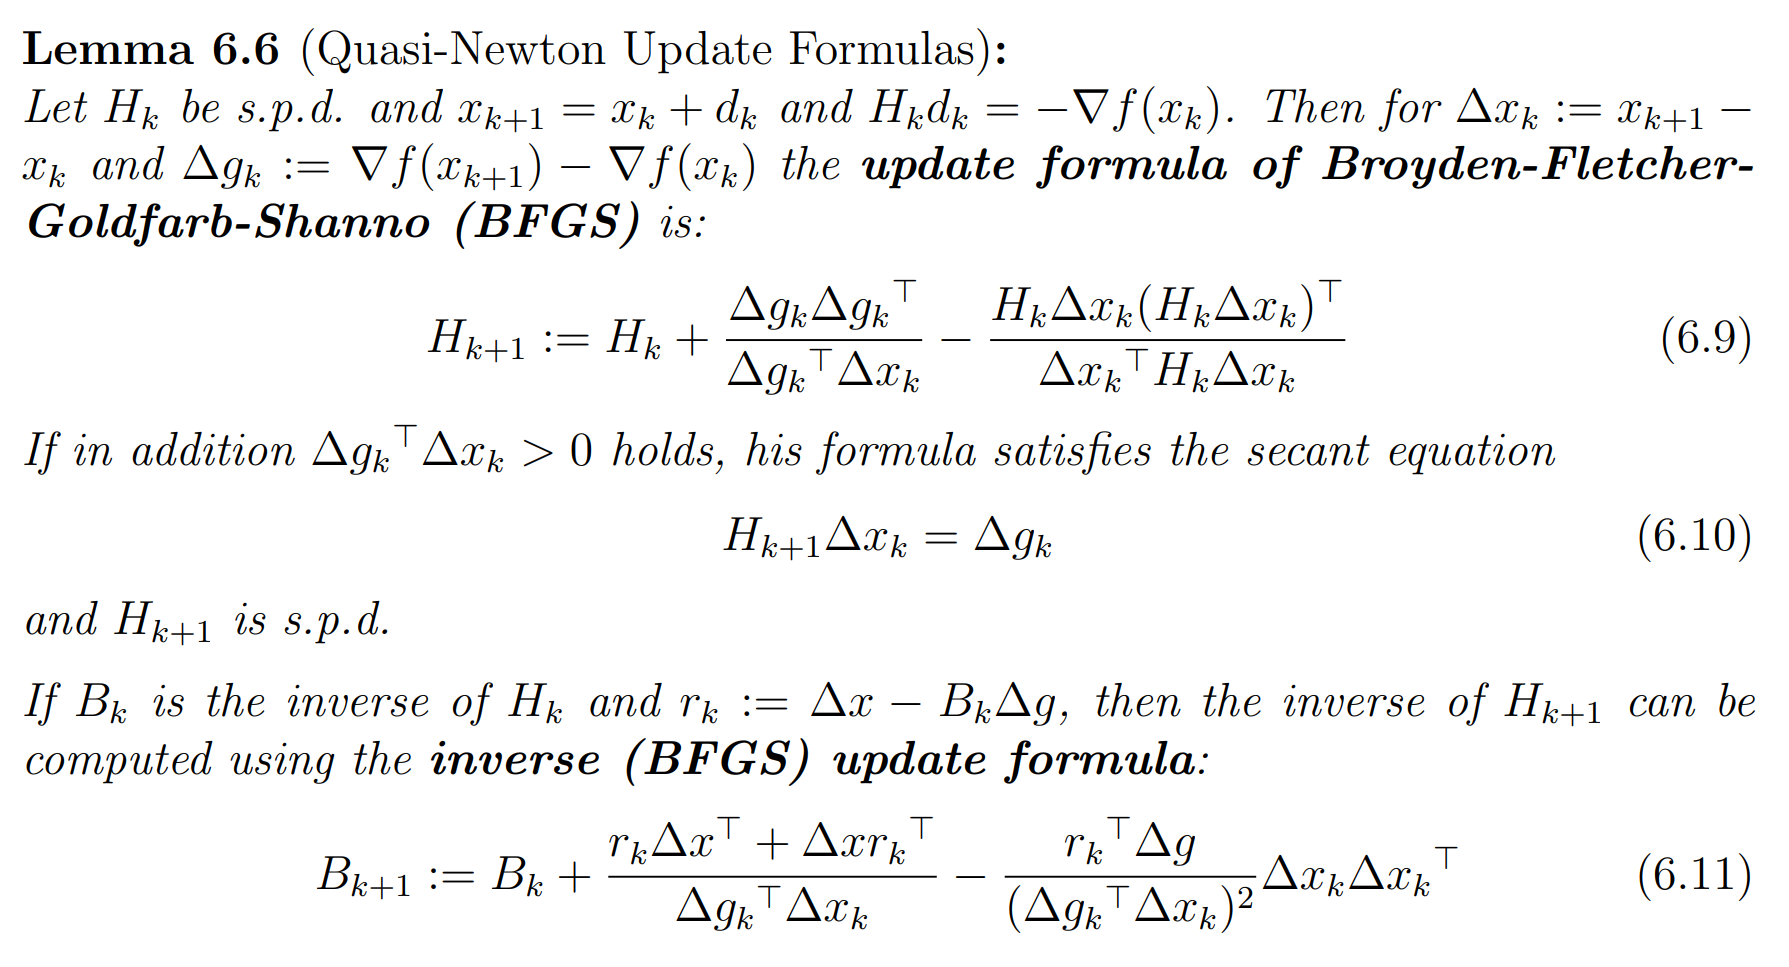 Lemma 6.6 (Quasi-Newton Update Formulas):
Let $H_k$ be s.p.d. and $x_{k+1} = x_k + d_k$ and $H_k d_k = -\nabla f(x_k)$. Then for $\Delta x_k := x_{k+1} -$
$x_k$ and $\Delta g_k := \nabla f(x_{k+1}) - \nabla f(x_k)$ the update formula of Broyden-Fletcher-
Goldfarb-Shanno (BFGS) is:
$H_{k+1} := H_k + \frac{\Delta g_k \Delta g_k^\top}{\Delta g_k^\top \Delta x_k} - \frac{H_k \Delta x_k (H_k \Delta x_k)^\top}{\Delta x_k^\top H_k \Delta x_k}$ (6.9)
If in addition $\Delta g_k^\top \Delta x_k > 0$ holds, his formula satisfies the secant equation
$H_{k+1} \Delta x_k = \Delta g_k$ (6.10)
and $H_{k+1}$ is s.p.d.
If $B_k$ is the inverse of $H_k$ and $r_k := \Delta x - B_k \Delta g$, then the inverse of $H_{k+1}$ can be
computed using the inverse (BFGS) update formula:
$B_{k+1} := B_k + \frac{r_k \Delta x^\top + \Delta x r_k^\top}{\Delta g_k^\top \Delta x_k} - \frac{r_k^\top \Delta g}{(\Delta g_k^\top \Delta x_k)^2} \Delta x_k \Delta x_k^\top$ (6.11)